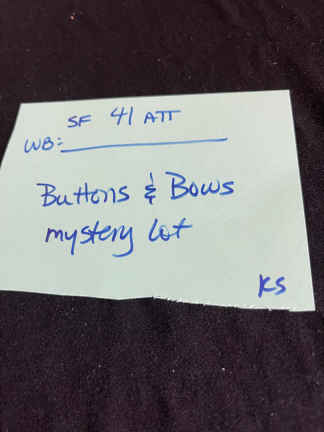 SF 41 ATT
WB:
Buttons & Bows
mystery lot
KS